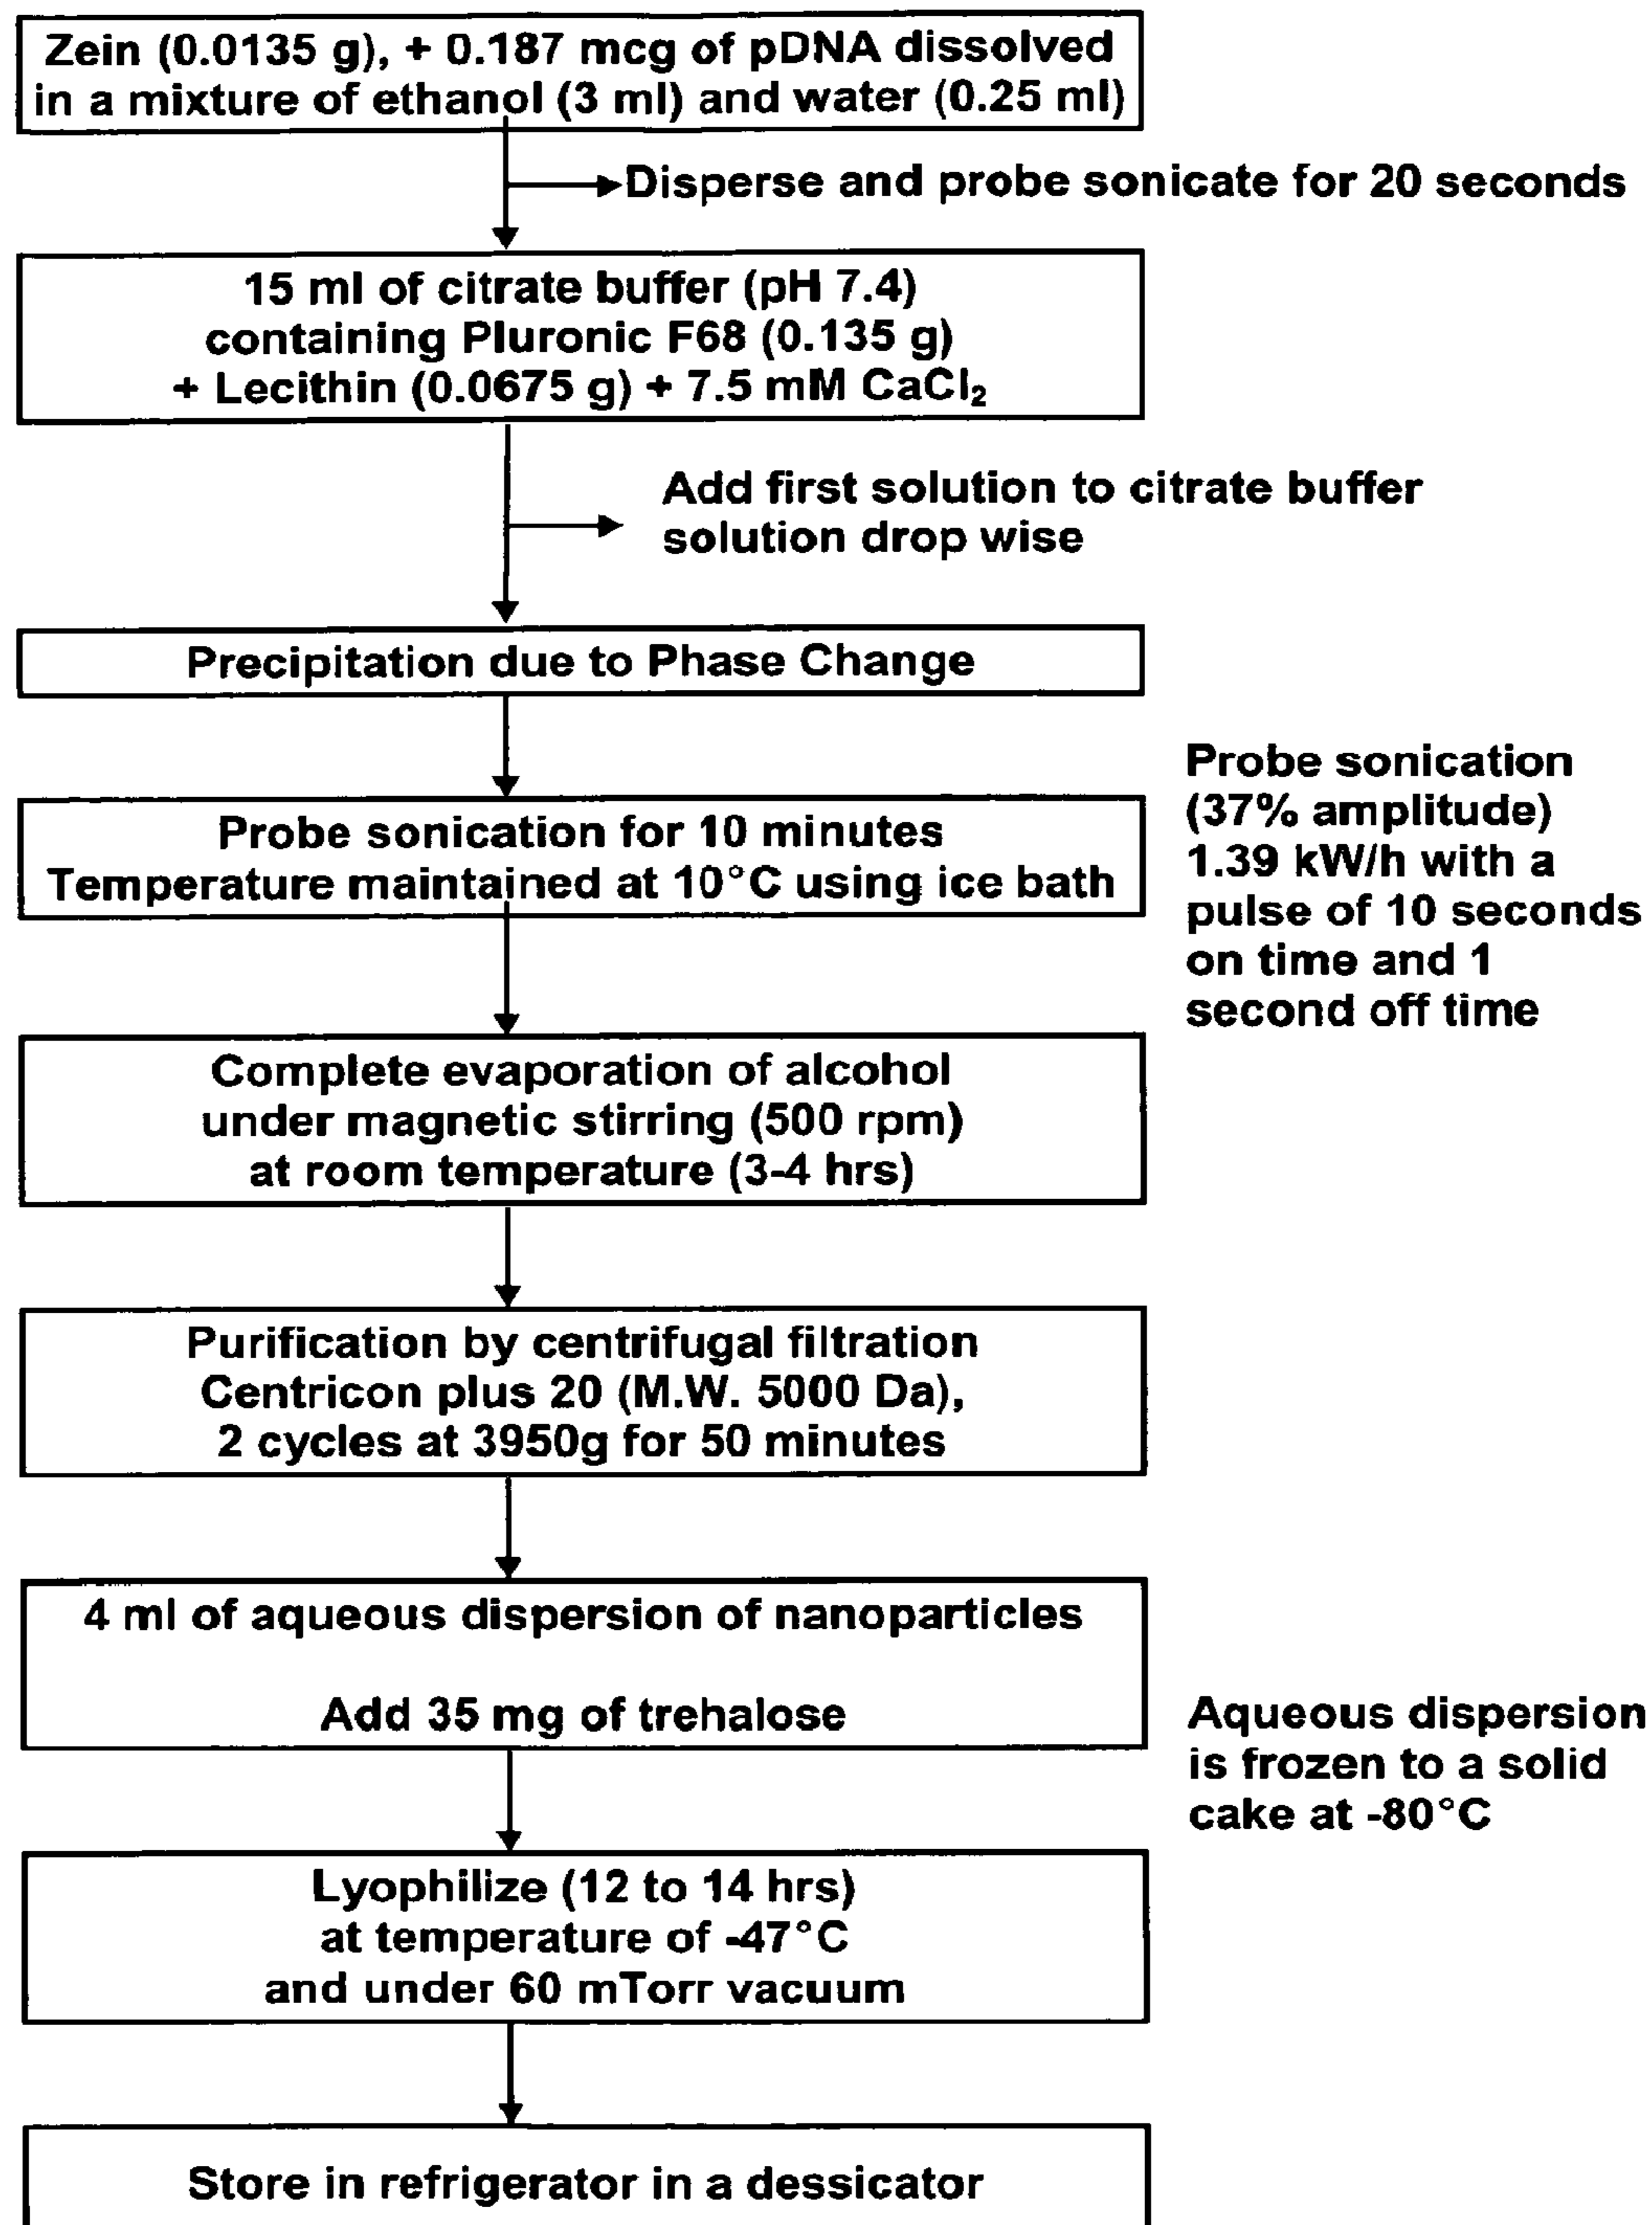 Zein (0.0135 g), + 0.187 mcg of pDNA dissolved
in a mixture of ethanol (3 ml) and water (0.25 ml)
Disperse and probe sonicate for 20 seconds
15 ml of citrate buffer (pH 7.4)
containing Pluronic F68 (0.135 g)
+ Lecithin (0.0675 g) + 7.5 mM CaCl₂
Add first solution to citrate buffer
solution drop wise
Precipitation due to Phase Change
Probe sonication for 10 minutes
Temperature maintained at 10°C using ice bath
Probe sonication
(37% amplitude)
1.39 kW/h with a
pulse of 10 seconds
on time and 1
second off time
Complete evaporation of alcohol
under magnetic stirring (500 rpm)
at room temperature (3-4 hrs)
Purification by centrifugal filtration
Centricon plus 20 (M.W. 5000 Da),
2 cycles at 3950g for 50 minutes
4 ml of aqueous dispersion of nanoparticles
Add 35 mg of trehalose
Aqueous dispersion
is frozen to a solid
cake at -80°C
Lyophilize (12 to 14 hrs)
at temperature of -47°C
and under 60 mTorr vacuum
Store in refrigerator in a dessicator